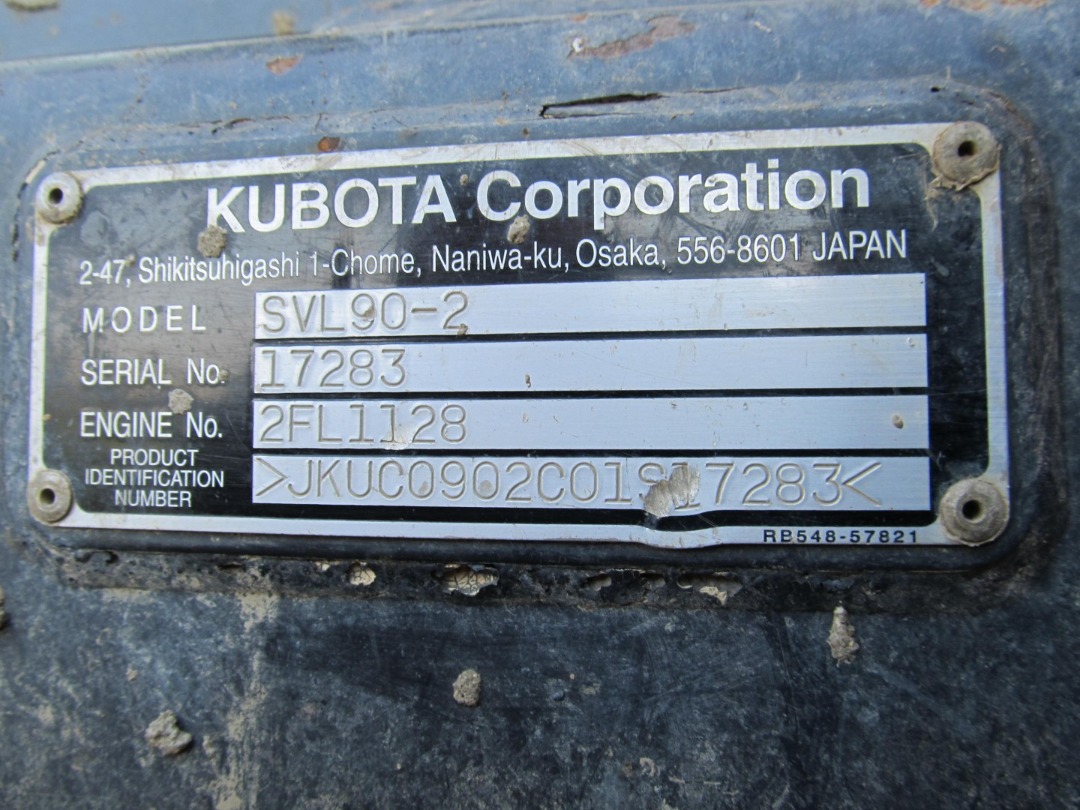 KUBOTA Corporation
2-47, Shikitsuhigashi 1-Chome, Naniwa-ku, Osaka, 556-8601 JAPAN
MODEL SVL90-2
SERIAL No. 17283
ENGINE No. 2FL1128
PRODUCT
IDENTIFICATION
NUMBER
>JKUC0902C01S17283<
RB548-57821